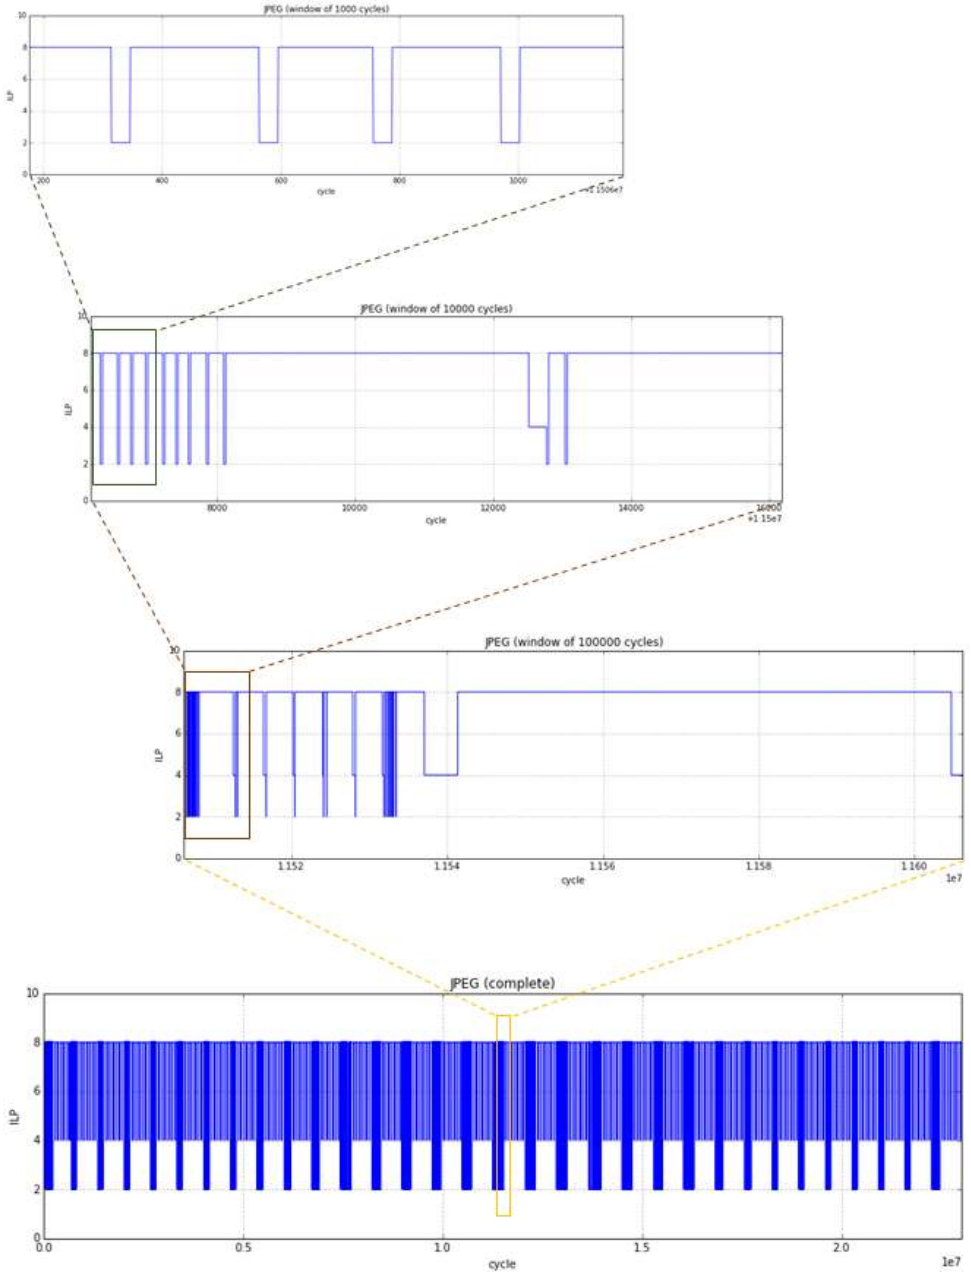 JPEG (window of 1000 cycles)
10
8
6
4
2
0
ILP
200 400 600 800 1000
cycle
+1 1506e7
JPEG (window of 10000 cycles)
10
8
6
4
2
0
ILP
8000 10000 12000 14000 16000
cycle
+1 15e7
JPEG (window of 100000 cycles)
10
8
6
4
2
0
ILP
1.152 1.154 1.156 1.158 1.160
cycle
1e7
JPEG (complete)
10
8
6
4
2
0
ILP
0.0 0.5 1.0 1.5 2.0
cycle
1e7